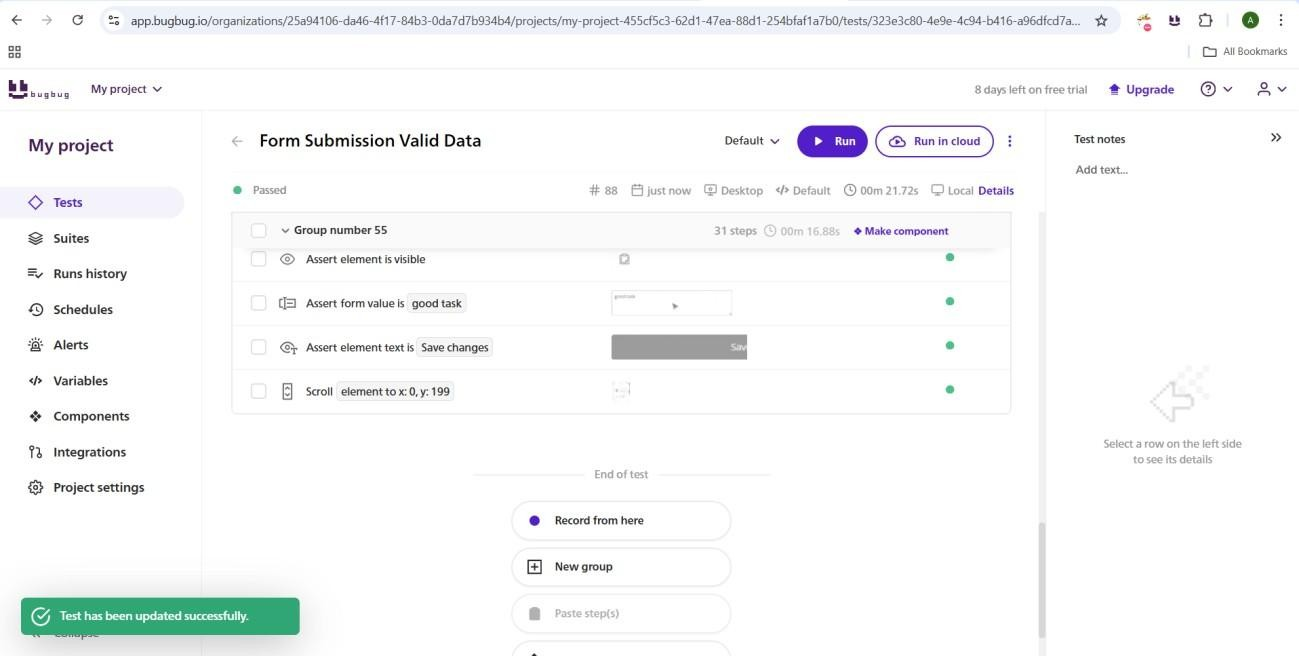 app.bugbug.io/organizations/25a94106-da46-4f17-84b3-0da7d7b934b4/projects/my-project-455cf5c3-62d1-47ea-88d1-254bfaf1a7b0/tests/323e3c80-4e9e-4c94-b416-a96dfcd7a...
A
All Bookmarks
bugbug
My project
8 days left on free trial
Upgrade
My project
Form Submission Valid Data
Default
Run
Run in cloud
Test notes
Add text...
Passed
# 88
just now
Desktop
Default
00m 21.72s
Local
Details
Tests
Suites
Runs history
Schedules
Alerts
Variables
Components
Integrations
Project settings
Collapse
Group number 55
31 steps
00m 16.88s
Make component
Assert element is visible
Assert form value is good task
good task
Assert element text is Save changes
Sav
Scroll element to x: 0, y: 199
End of test
Record from here
New group
Paste step(s)
Select a row on the left side
to see its details
Test has been updated successfully.